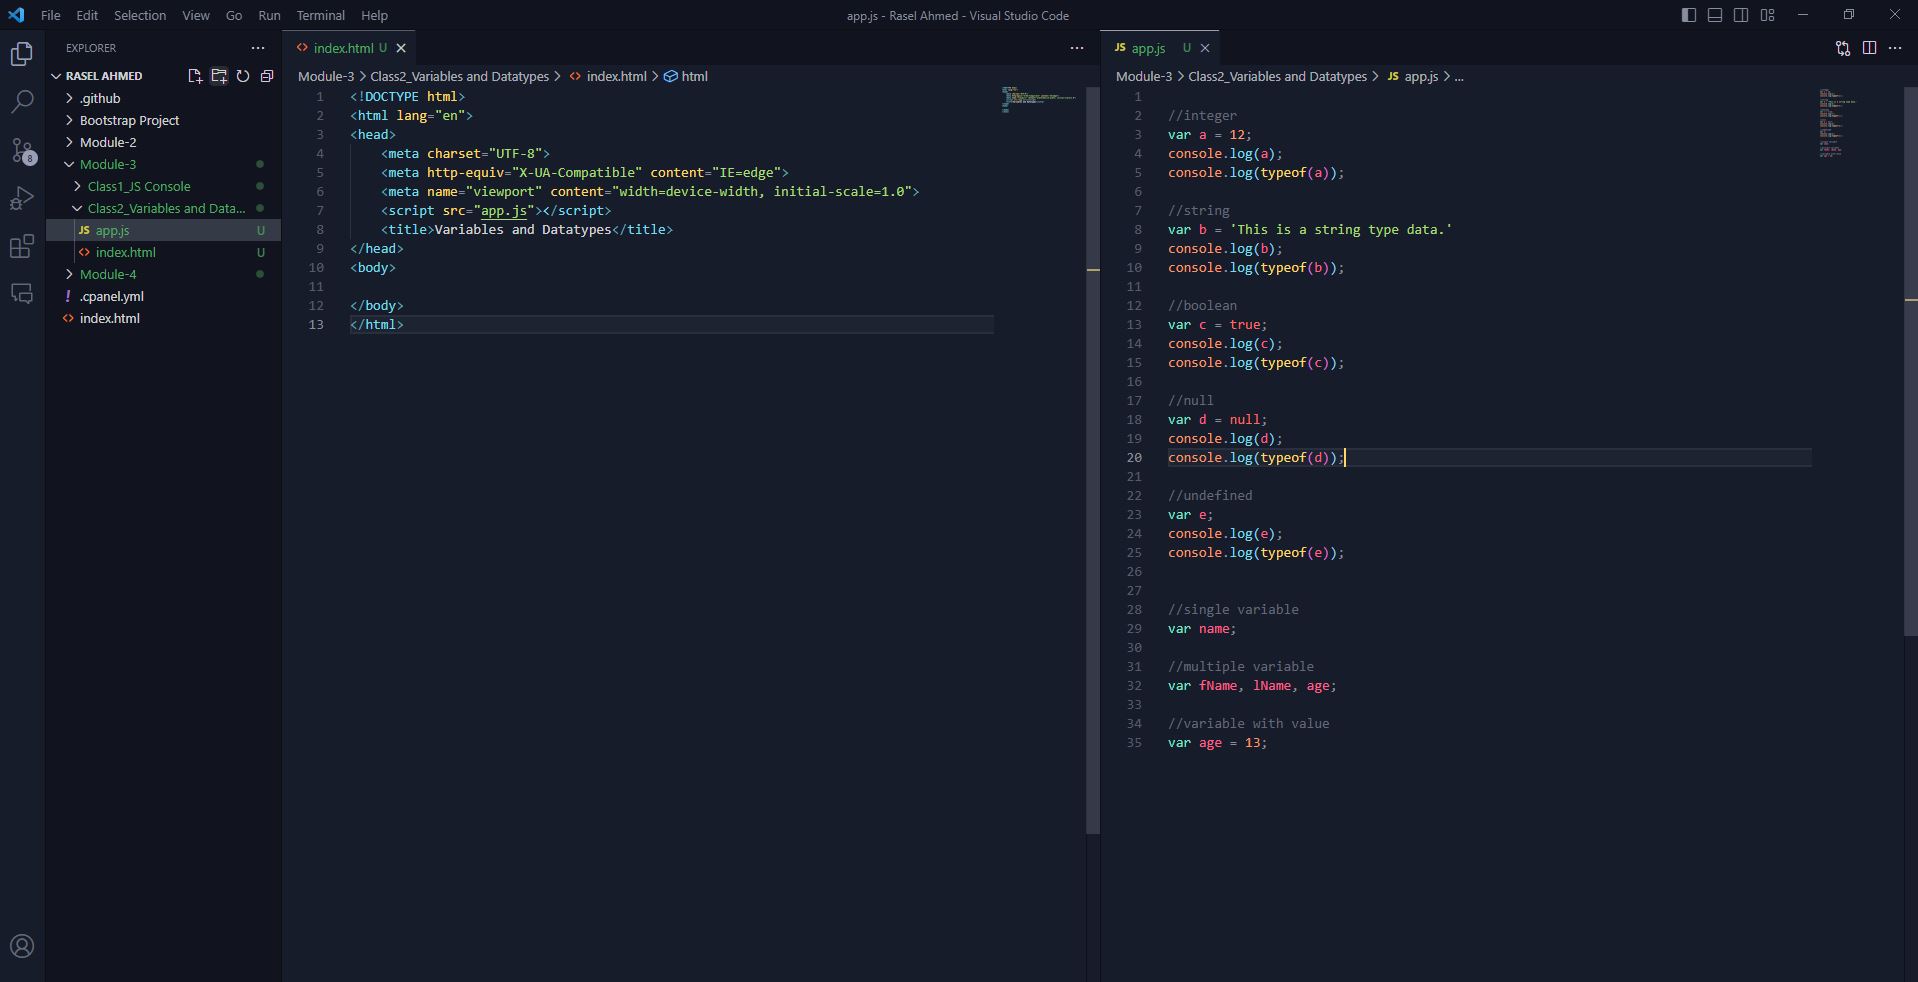 File Edit Selection View Go Run Terminal Help
app.js - Rasel Ahmed - Visual Studio Code
EXPLORER
RASEL AHMED
.github
Bootstrap Project
Module-2
Module-3
Class1_JS Console
Class2_Variables and Data...
JS app.js U
index.html U
Module-4
! .cpanel.yml
index.html
8
index.html U
Module-3 > Class2_Variables and Datatypes > index.html > html
1 <!DOCTYPE html>
2 <html lang="en">
3 <head>
4 <meta charset="UTF-8">
5 <meta http-equiv="X-UA-Compatible" content="IE=edge">
6 <meta name="viewport" content="width=device-width, initial-scale=1.0">
7 <script src="app.js"></script>
8 <title>Variables and Datatypes</title>
9 </head>
10 <body>
11
12 </body>
13 </html>
JS app.js U
Module-3 > Class2_Variables and Datatypes > JS app.js > ...
1
2 //integer
3 var a = 12;
4 console.log(a);
5 console.log(typeof(a));
6
7 //string
8 var b = 'This is a string type data.'
9 console.log(b);
10 console.log(typeof(b));
11
12 //boolean
13 var c = true;
14 console.log(c);
15 console.log(typeof(c));
16
17 //null
18 var d = null;
19 console.log(d);
20 console.log(typeof(d));
21
22 //undefined
23 var e;
24 console.log(e);
25 console.log(typeof(e));
26
27
28 //single variable
29 var name;
30
31 //multiple variable
32 var fName, lName, age;
33
34 //variable with value
35 var age = 13;